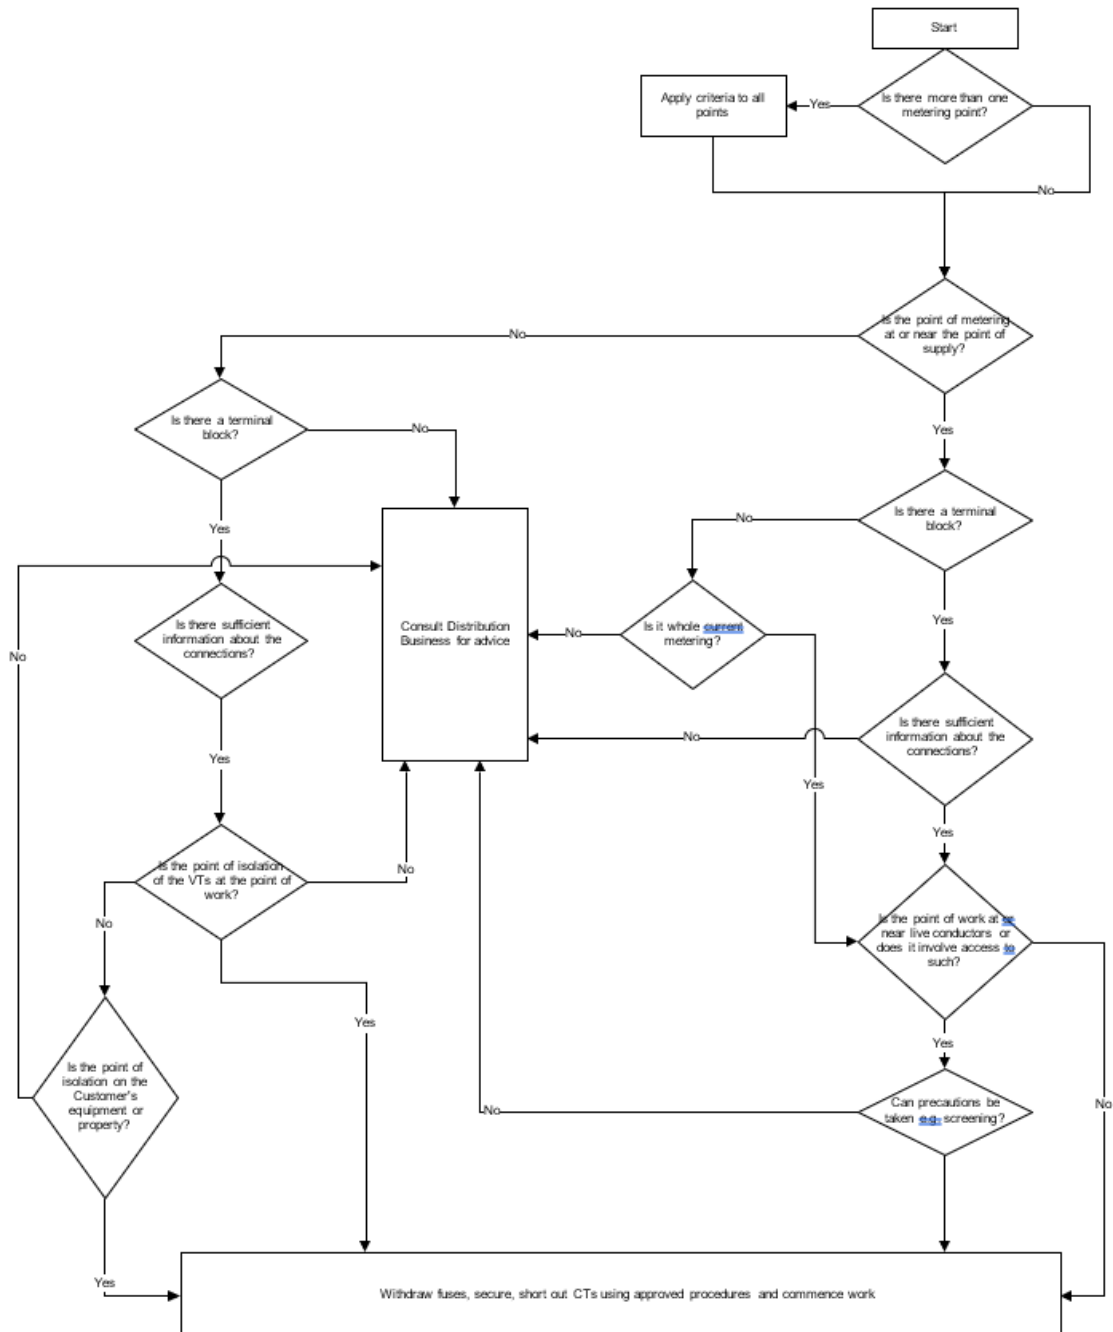 Start
Is there more than one
metering point?
Yes
Apply criteria to all
points
No
Is the point of metering
at or near the point of
supply?
No
Yes
Is there a terminal
block?
No
Yes
Is there a terminal
block?
No
Yes
Is there sufficient
information about the
connections?
No
Yes
Consult Distribution
Business for advice
Is it whole current
metering?
No
Yes
Is there sufficient
information about the
connections?
No
Yes
Is the point of isolation
of the VTs at the point of
work?
No
No
Yes
Is the point of work at or
near live conductors or
does it involve access to
such?
Yes
No
Is the point of
isolation on the
Customer's
equipment or
property?
Yes
Can precautions be
taken e.g. screening?
No
Withdraw fuses, secure, short out CTs using approved procedures and commence work